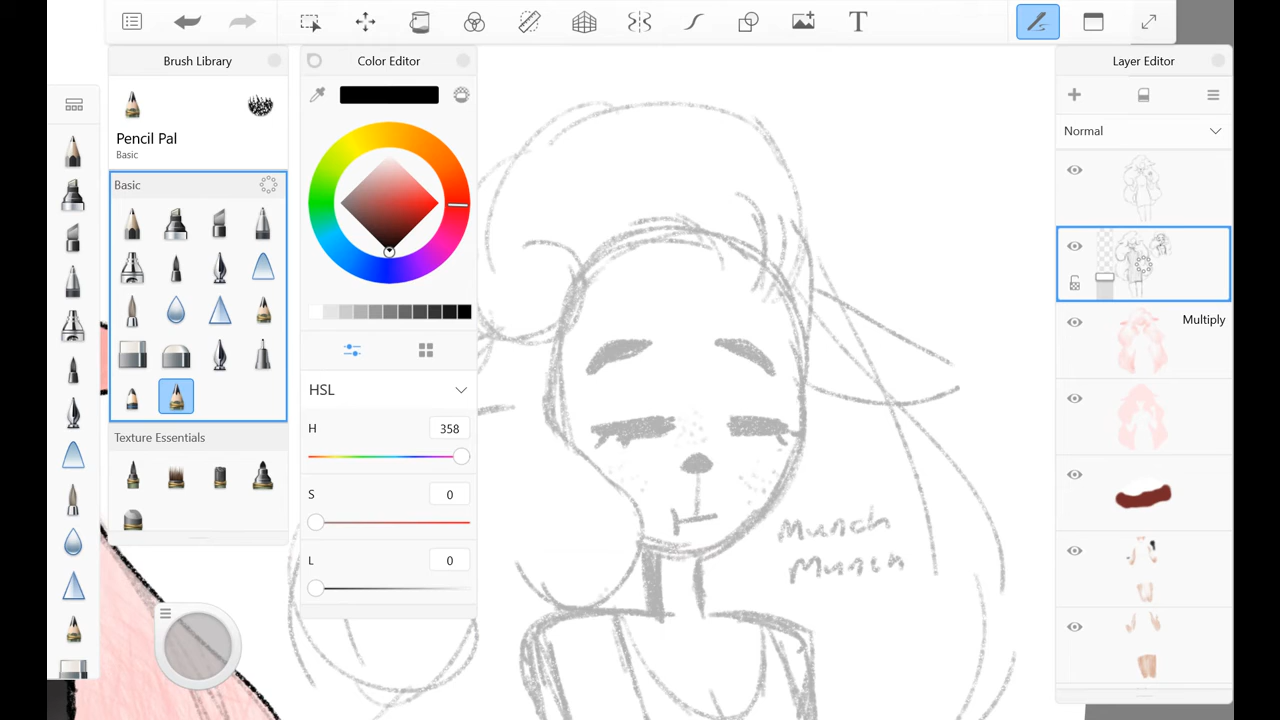 T
Brush Library
Color Editor
Layer Editor
Pencil Pal
Basic
Normal
Basic
Multiply
HSL
H 358
Texture Essentials
S 0
L 0
Munch
Munch